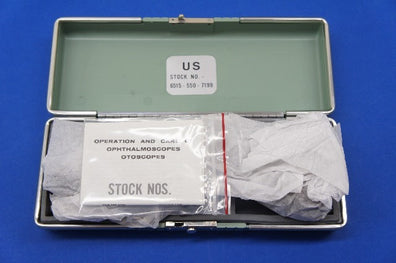 US
STOCK NO. -
6515 - 550 - 7199
OPERATION AND CARE
OPHTHALMOSCOPES
OTOSCOPES
STOCK NOS.